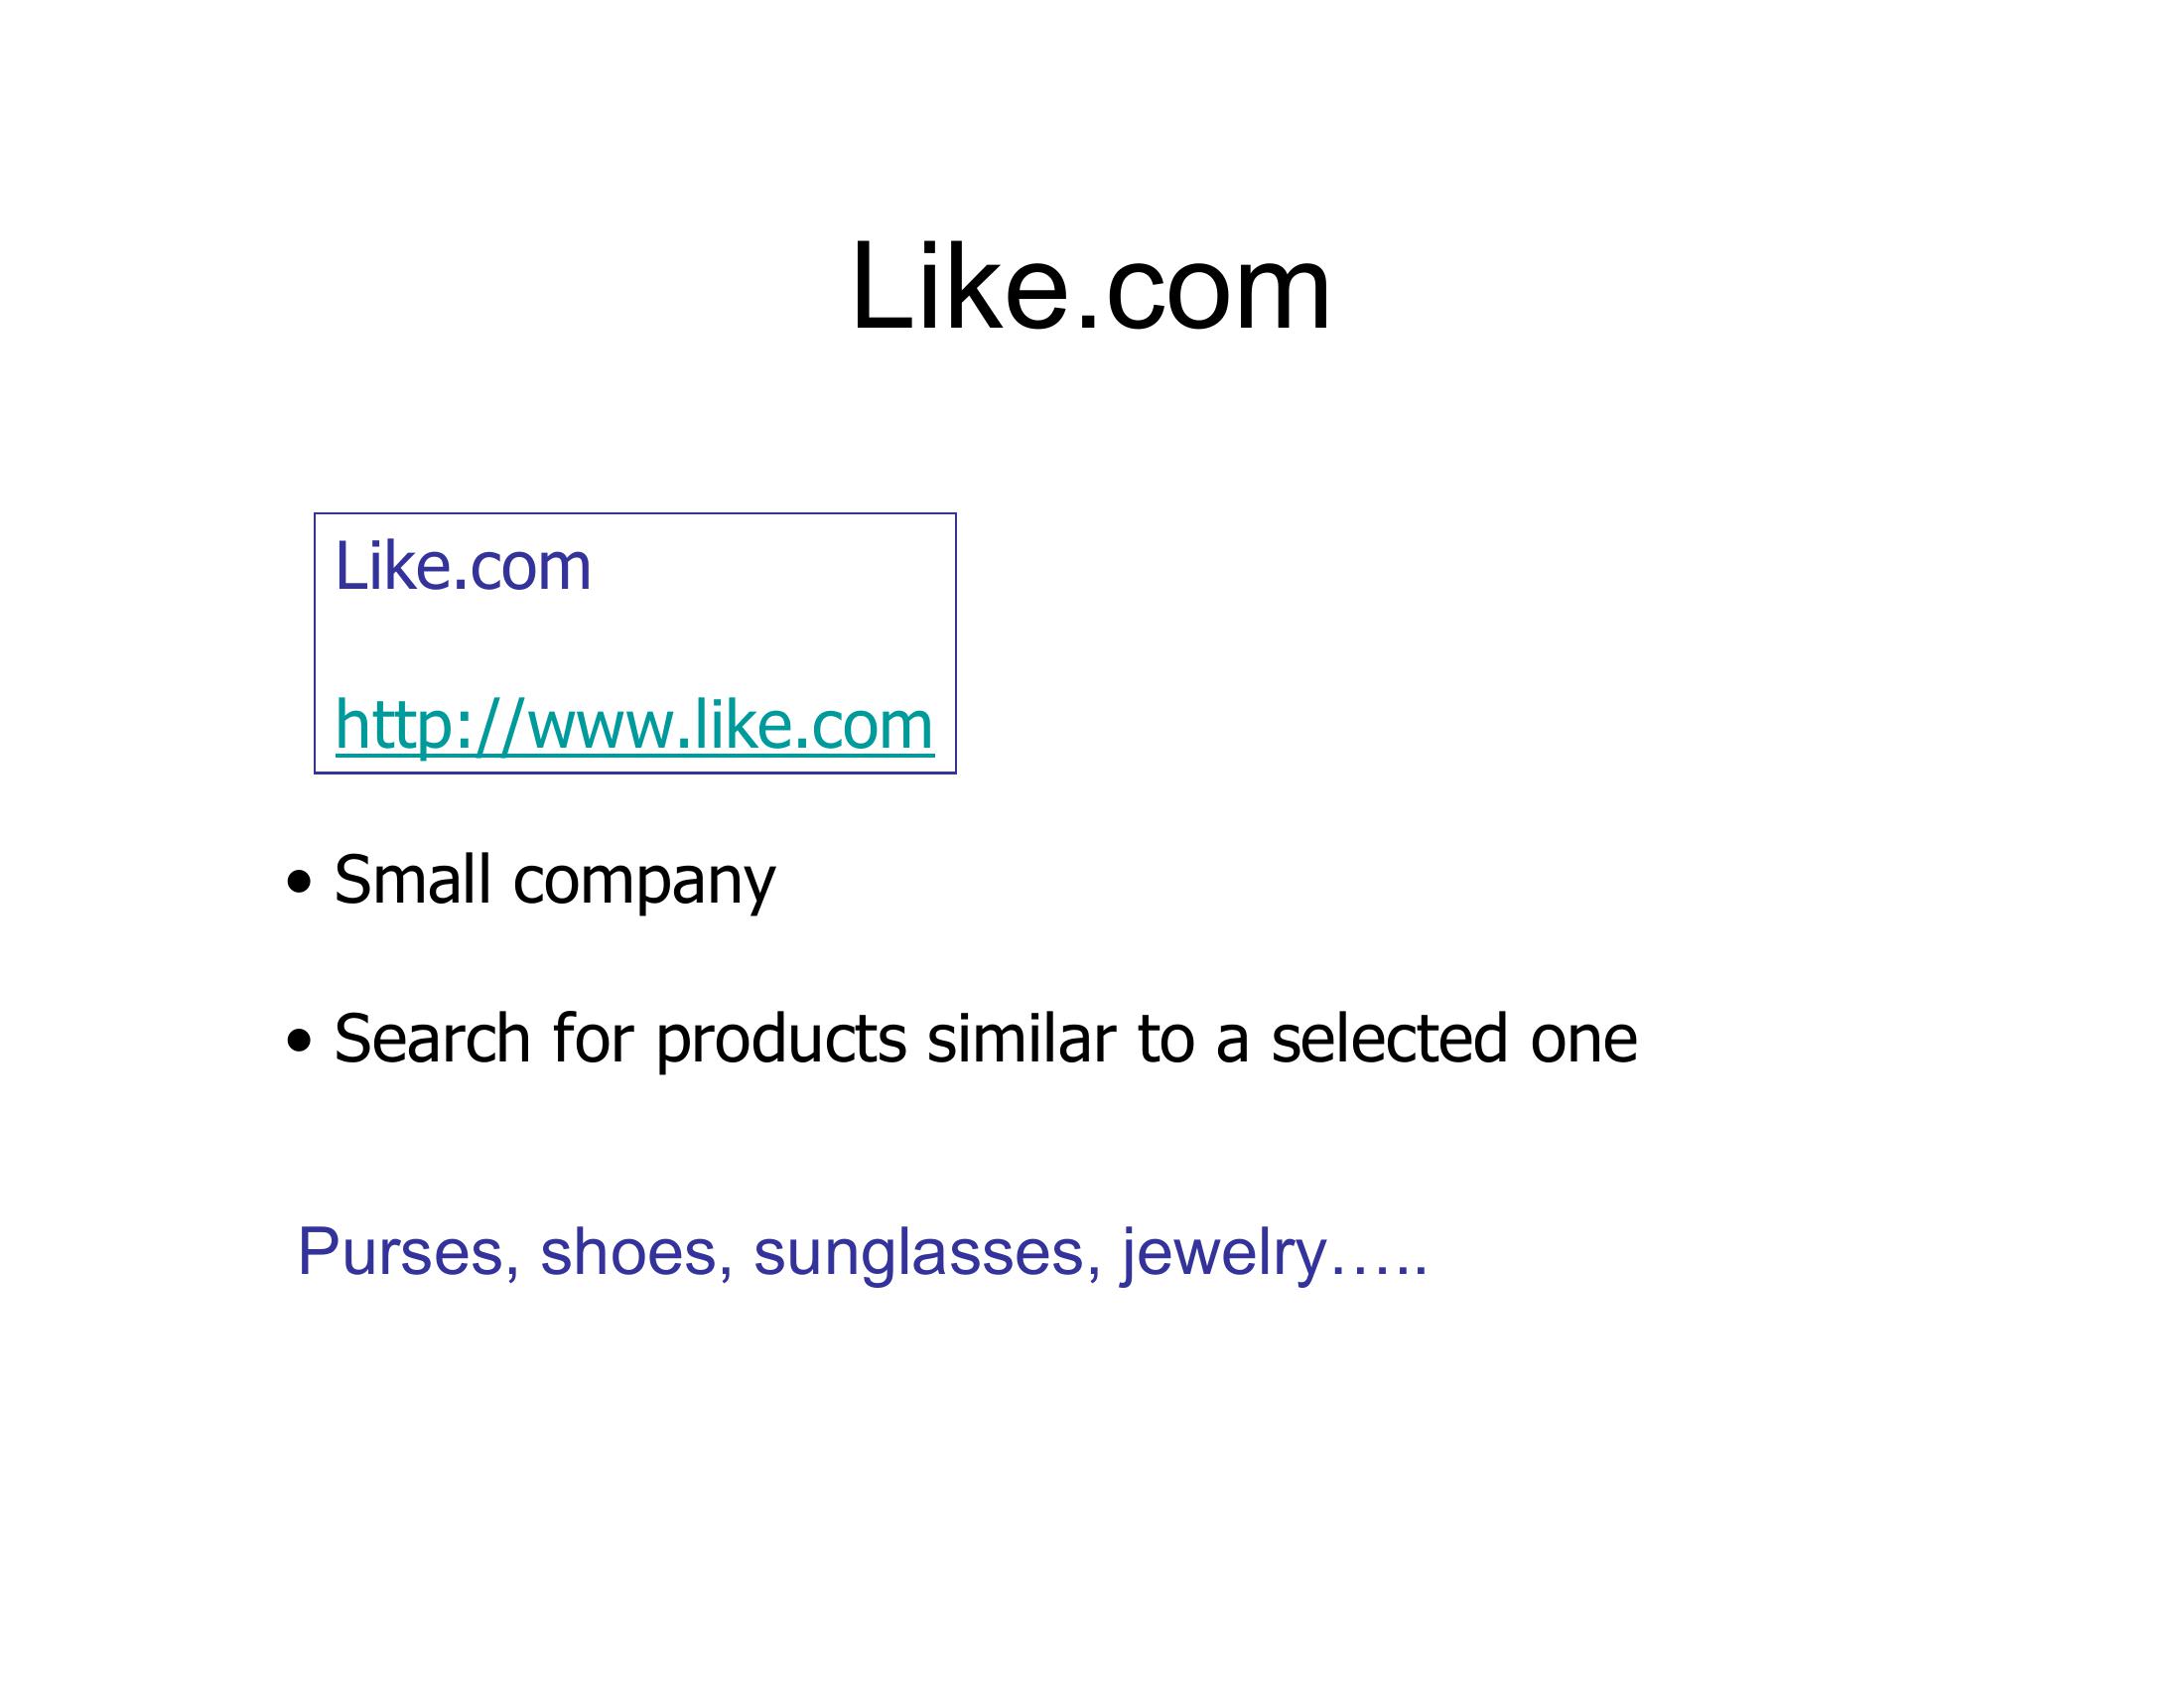 Like.com
Like.com
http://www.like.com
• Small company
• Search for products similar to a selected one
Purses, shoes, sunglasses, jewelry…..